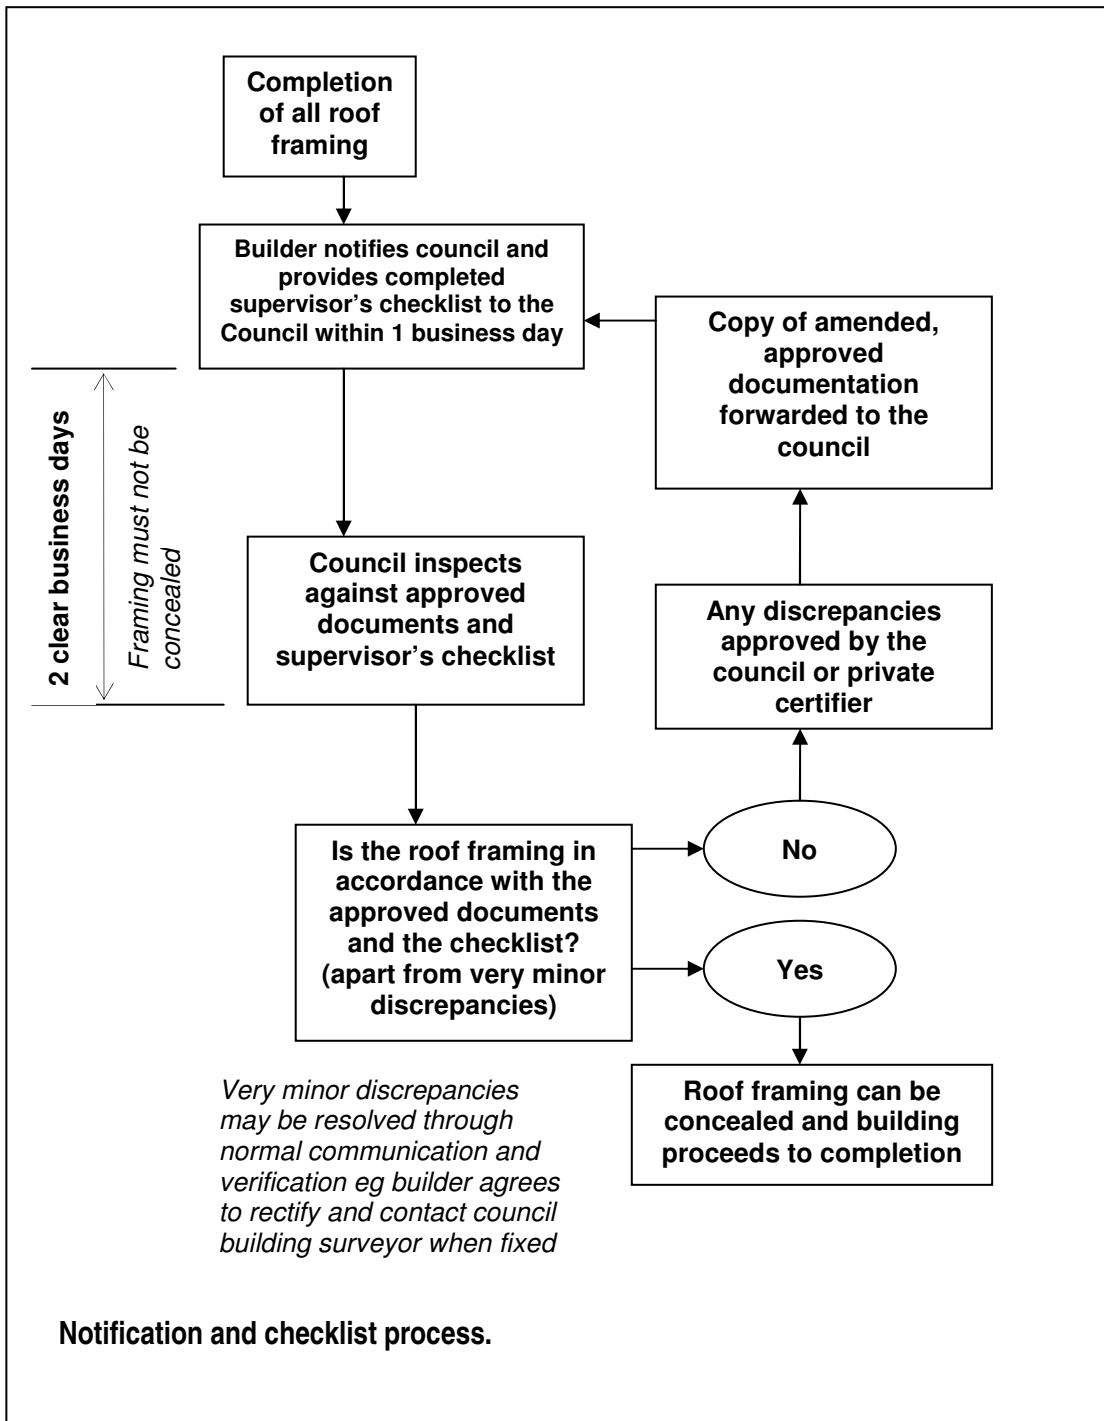 Completion
of all roof
framing
Builder notifies council and
provides completed
supervisor’s checklist to the
Council within 1 business day
Copy of amended,
approved
documentation
forwarded to the
council
2 clear business days
Framing must not be
concealed
Council inspects
against approved
documents and
supervisor’s checklist
Any discrepancies
approved by the
council or private
certifier
Is the roof framing in
accordance with the
approved documents
and the checklist?
(apart from very minor
discrepancies)
No
Yes
Roof framing can be
concealed and building
proceeds to completion
Very minor discrepancies
may be resolved through
normal communication and
verification eg builder agrees
to rectify and contact council
building surveyor when fixed
Notification and checklist process.